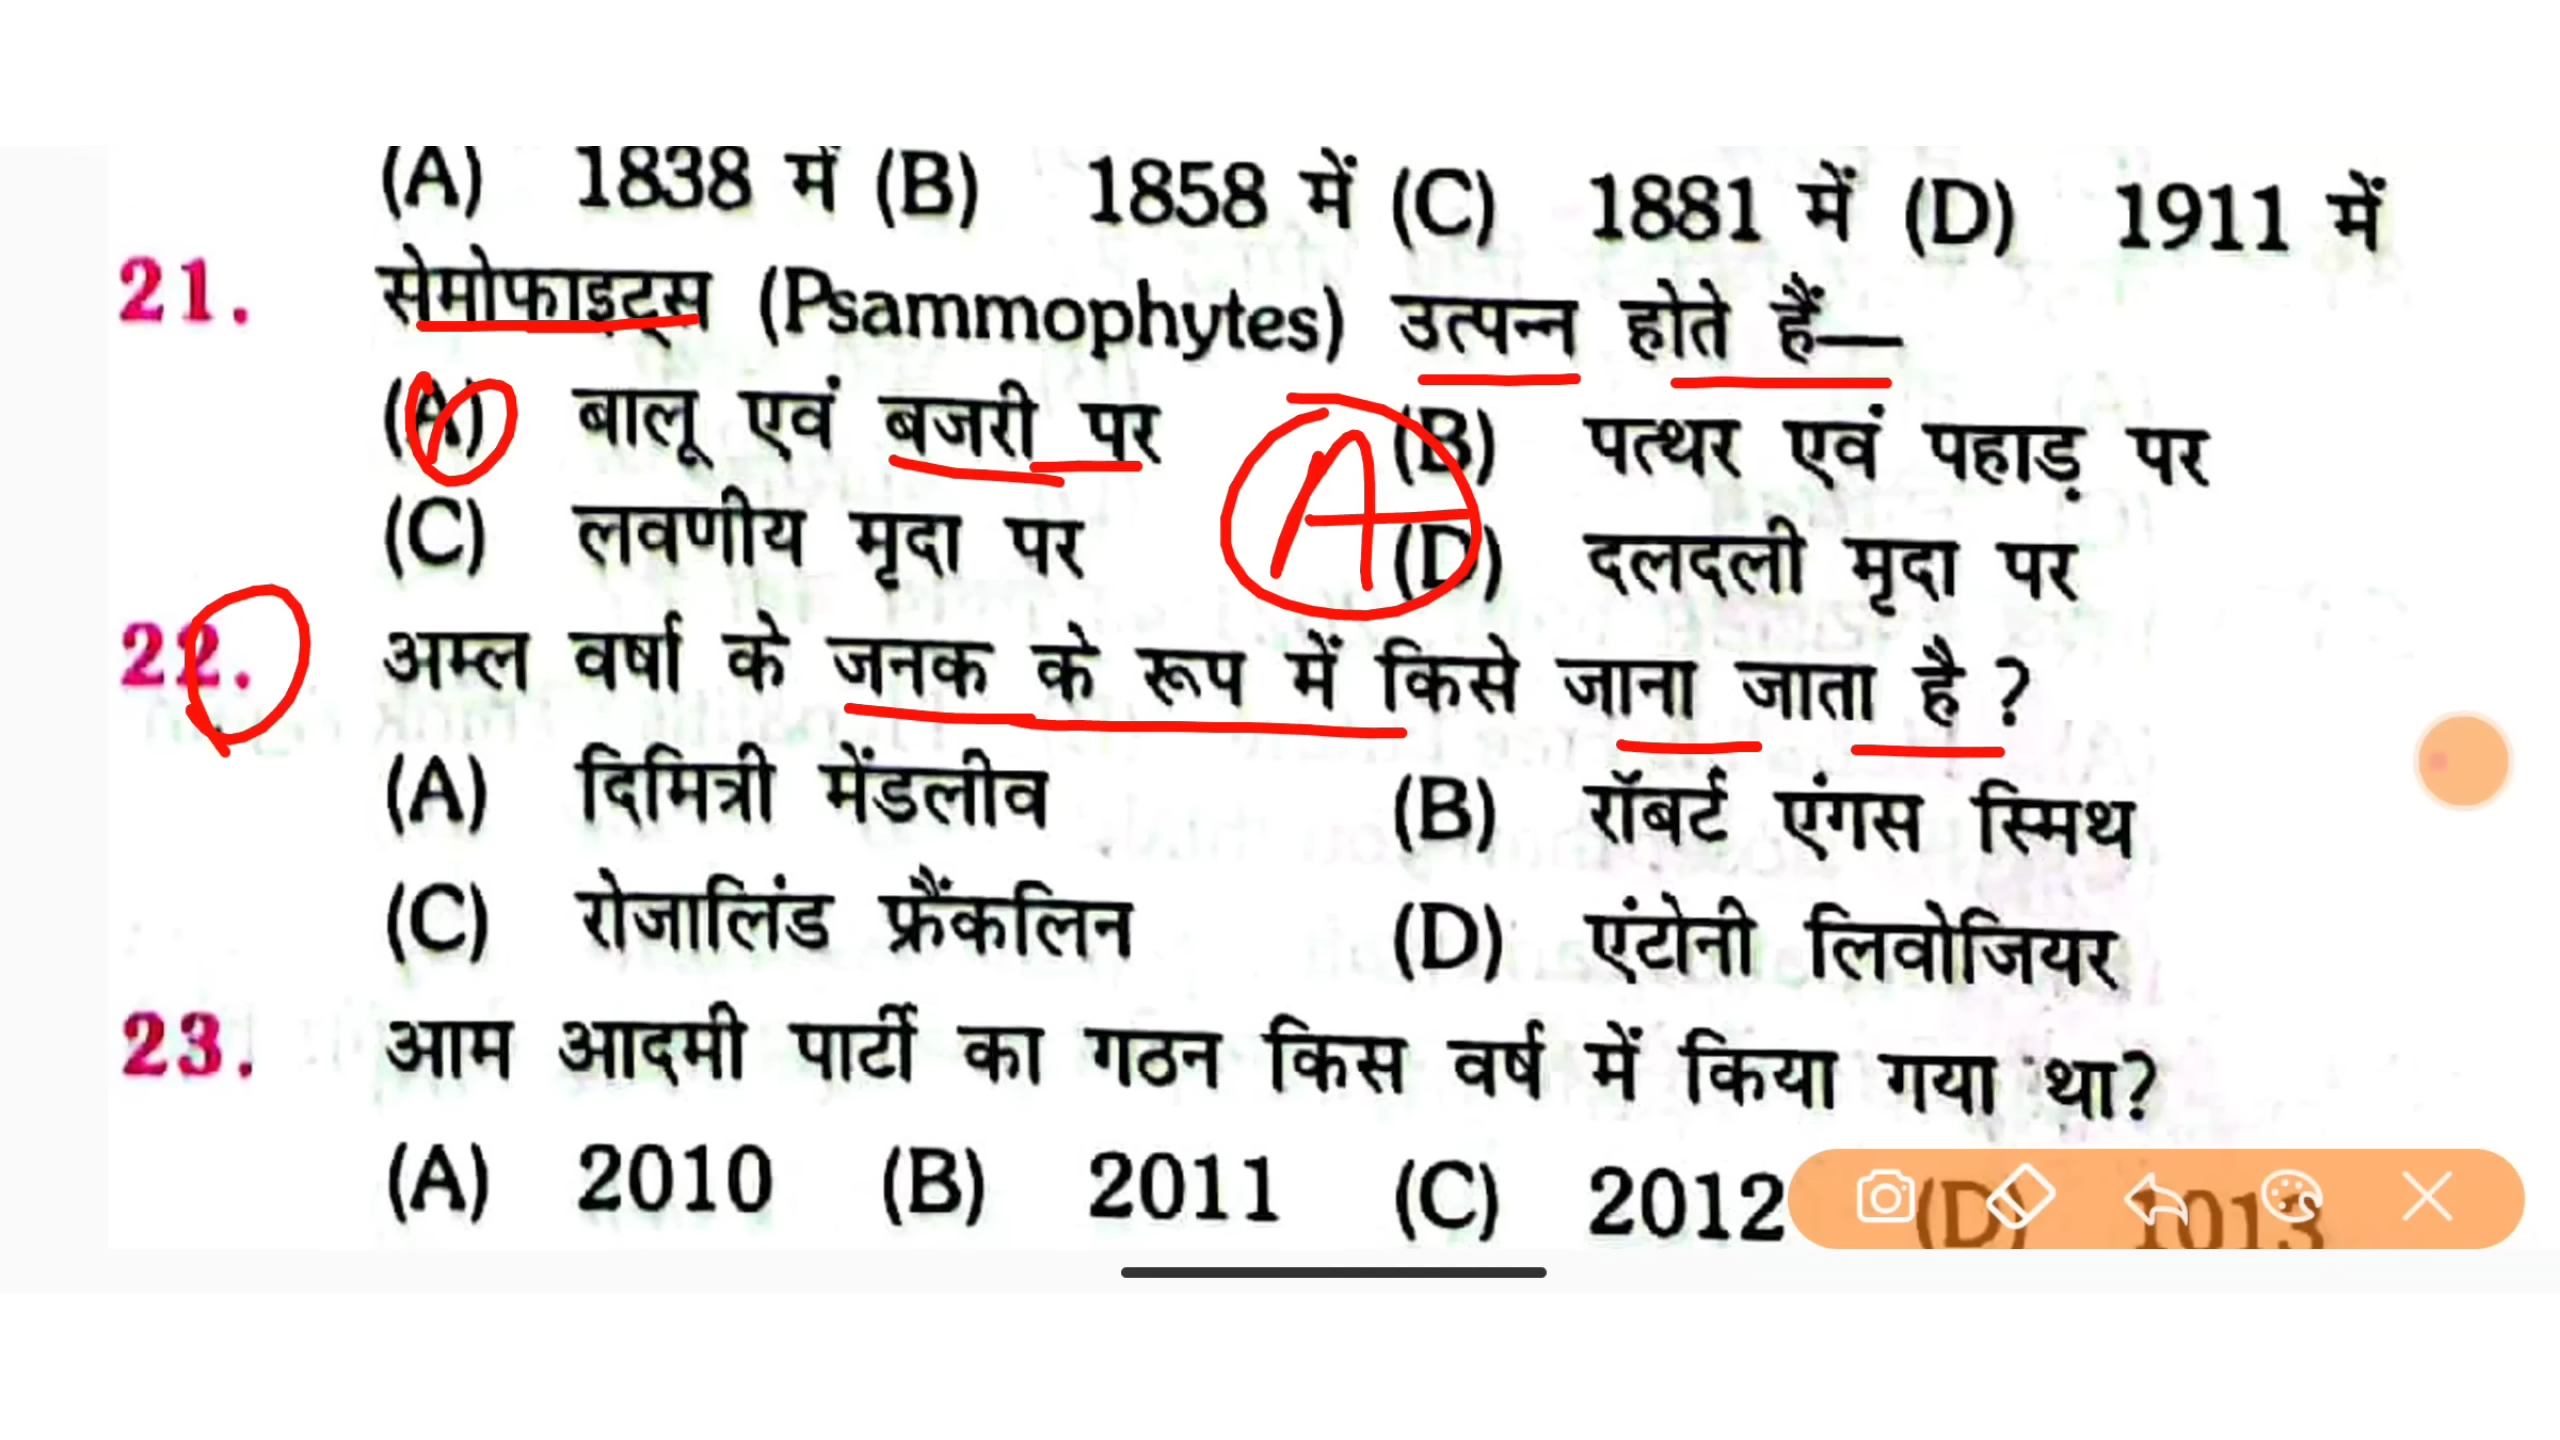 (A) 1838 में (B) 1858 में (C) 1881 में (D) 1911 में
21. सेमोफाइट्स (Psammophytes) उत्पन्न होते हैं—
(A) बालू एवं बजरी पर (B) पत्थर एवं पहाड़ पर
A
(C) लवणीय मृदा पर (D) दलदली मृदा पर
22. अम्ल वर्षा के जनक के रूप में किसे जाना जाता है ?
(A) दिमित्री मेंडलीव (B) रॉबर्ट एंगस स्मिथ
(C) रोजालिंड फ्रैंकलिन (D) एंटोनी लिवोजियर
23. आम आदमी पार्टी का गठन किस वर्ष में किया गया था?
(A) 2010 (B) 2011 (C) 2012 (D) 1013